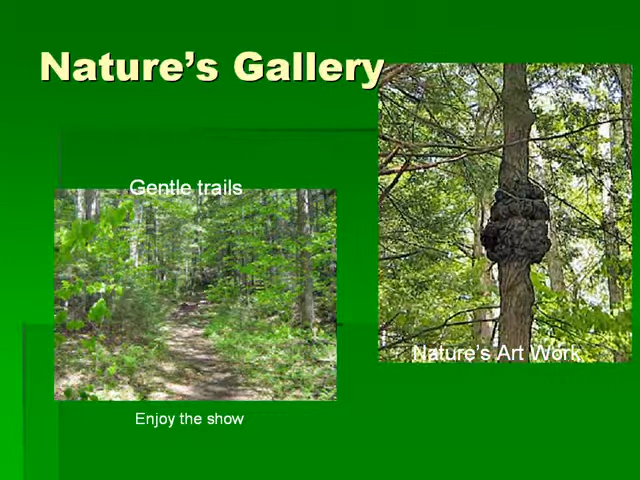 Nature's Gallery
Gentle trails
Nature's Art Work
Enjoy the show